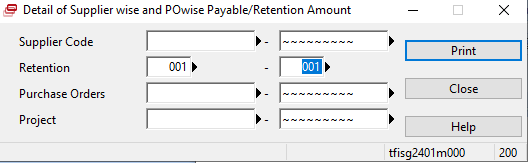 Detail of Supplier wise and POwise Payable/Retention Amount
Supplier Code - ~~~~~~~~~ Print
Retention 001 - 001
Purchase Orders - ~~~~~~~~~ Close
Project - ~~~~~~~~~ Help
tfisg2401m000 200